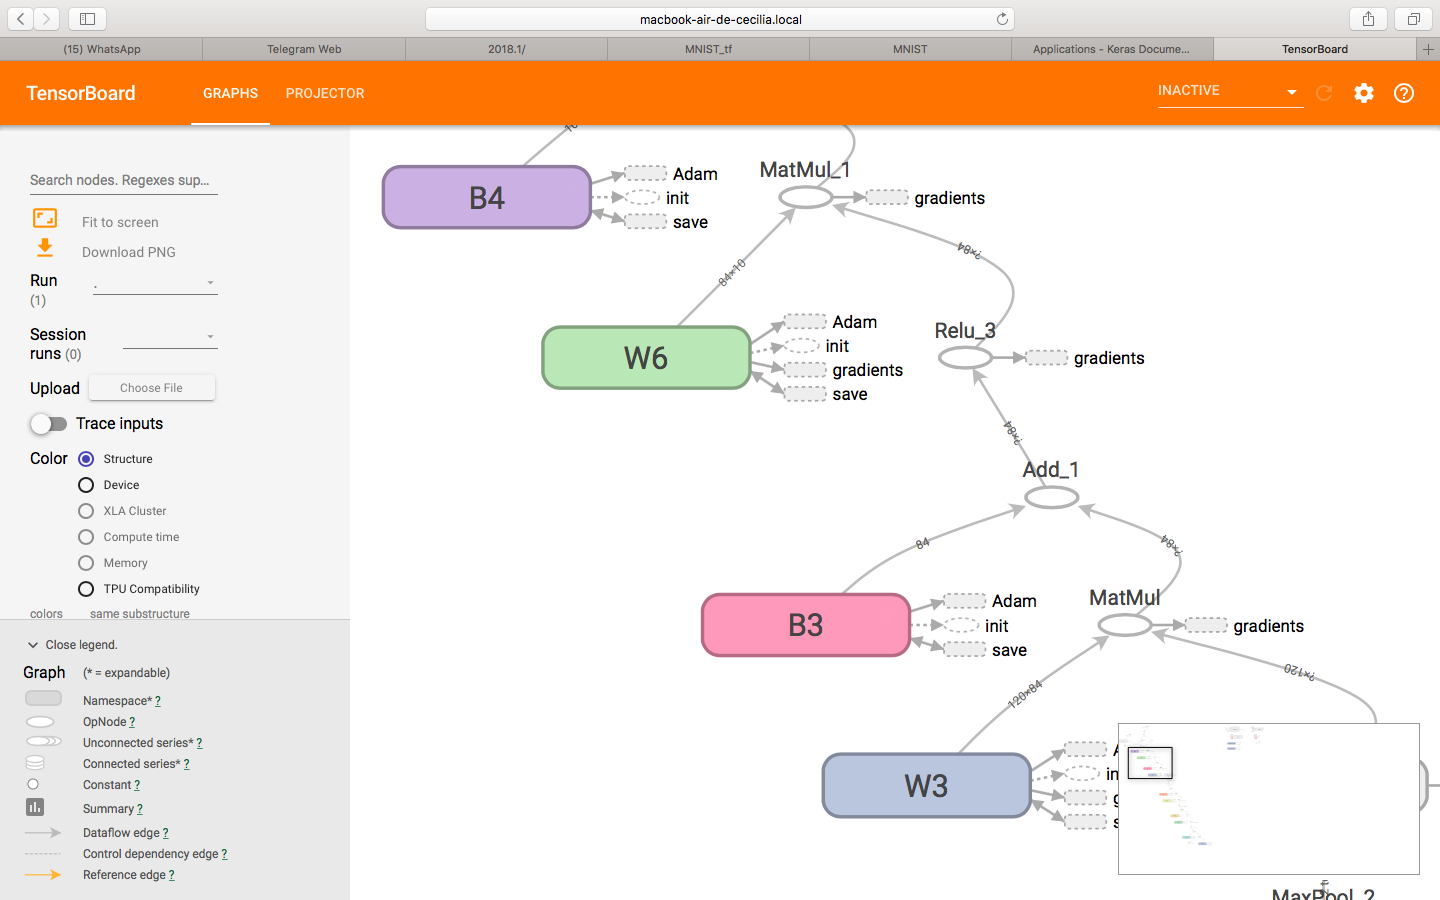 macbook-air-de-cecilia.local
(15) WhatsApp
Telegram Web
2018.1/
MNIST_tf
MNIST
Applications - Keras Docume...
TensorBoard
TensorBoard
GRAPHS
PROJECTOR
INACTIVE
Search nodes. Regexes sup...
Fit to screen
Download PNG
Run
(1)
.
Session
runs (0)
Upload
Choose File
Trace inputs
Color
Structure
Device
XLA Cluster
Compute time
Memory
TPU Compatibility
colors
same substructure
Close legend.
Graph
(* = expandable)
Namespace* ?
OpNode ?
Unconnected series* ?
Connected series* ?
Constant ?
Summary ?
Dataflow edge ?
Control dependency edge ?
Reference edge ?
B4
Adam
init
save
MatMul_1
gradients
84×10
?×84
W6
Adam
init
gradients
save
Relu_3
gradients
?×84
Add_1
84
?×84
B3
Adam
init
save
MatMul
gradients
120×84
?×120
W3
MaxPool_2